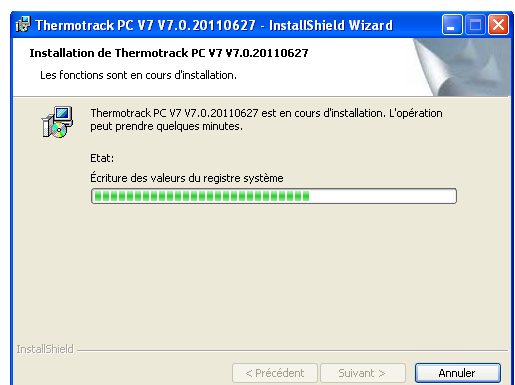 Thermotrack PC V7 V7.0.20110627 - InstallShield Wizard
Installation de Thermotrack PC V7 V7.0.20110627
Les fonctions sont en cours d'installation.
Thermotrack PC V7 V7.0.20110627 est en cours d'installation. L'opération
peut prendre quelques minutes.
Etat:
Écriture des valeurs du registre système
InstallShield
< Précédent
Suivant >
Annuler